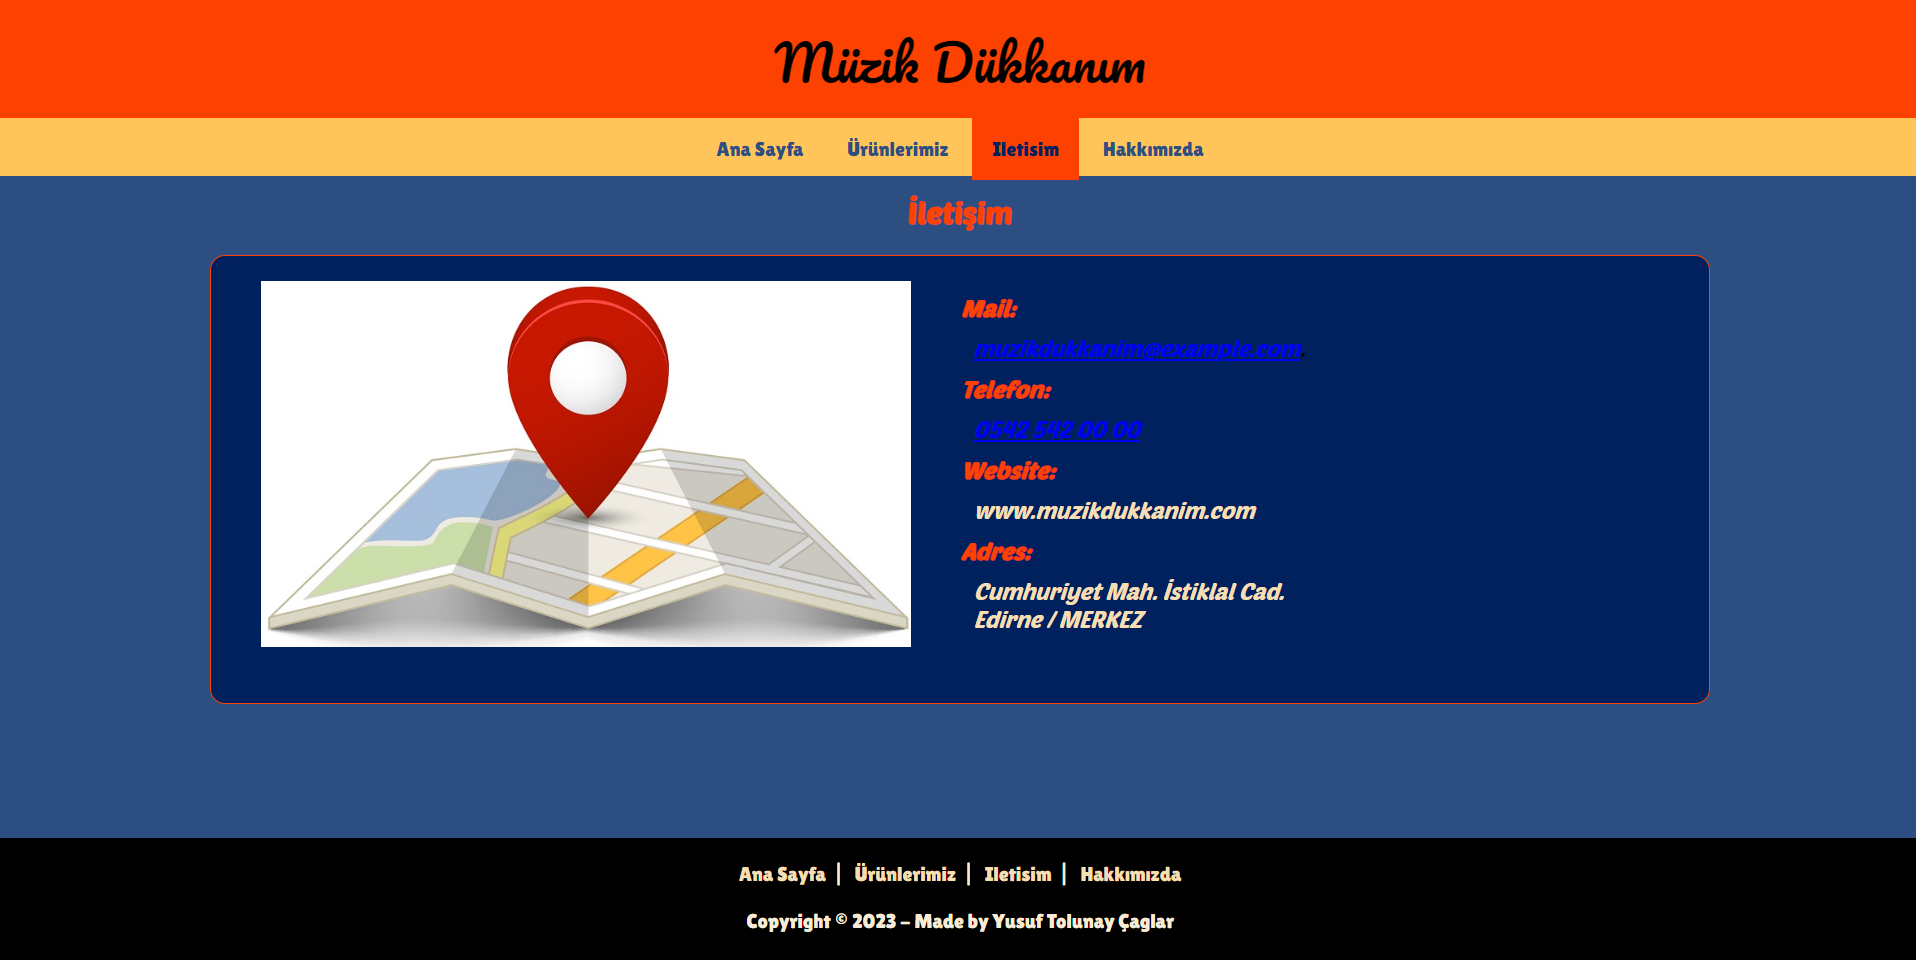 Müzik Dükkanım
Ana Sayfa Ürünlerimiz Iletisim Hakkımızda
İletişim
Mail:
muzikdukkanim@example.com.
Telefon:
0542 542 00 00
Website:
www.muzikdukkanim.com
Adres:
Cumhuriyet Mah. İstiklal Cad.
Edirne / MERKEZ
Ana Sayfa | Ürünlerimiz | Iletisim | Hakkımızda
Copyright © 2023 – Made by Yusuf Tolunay Çaglar